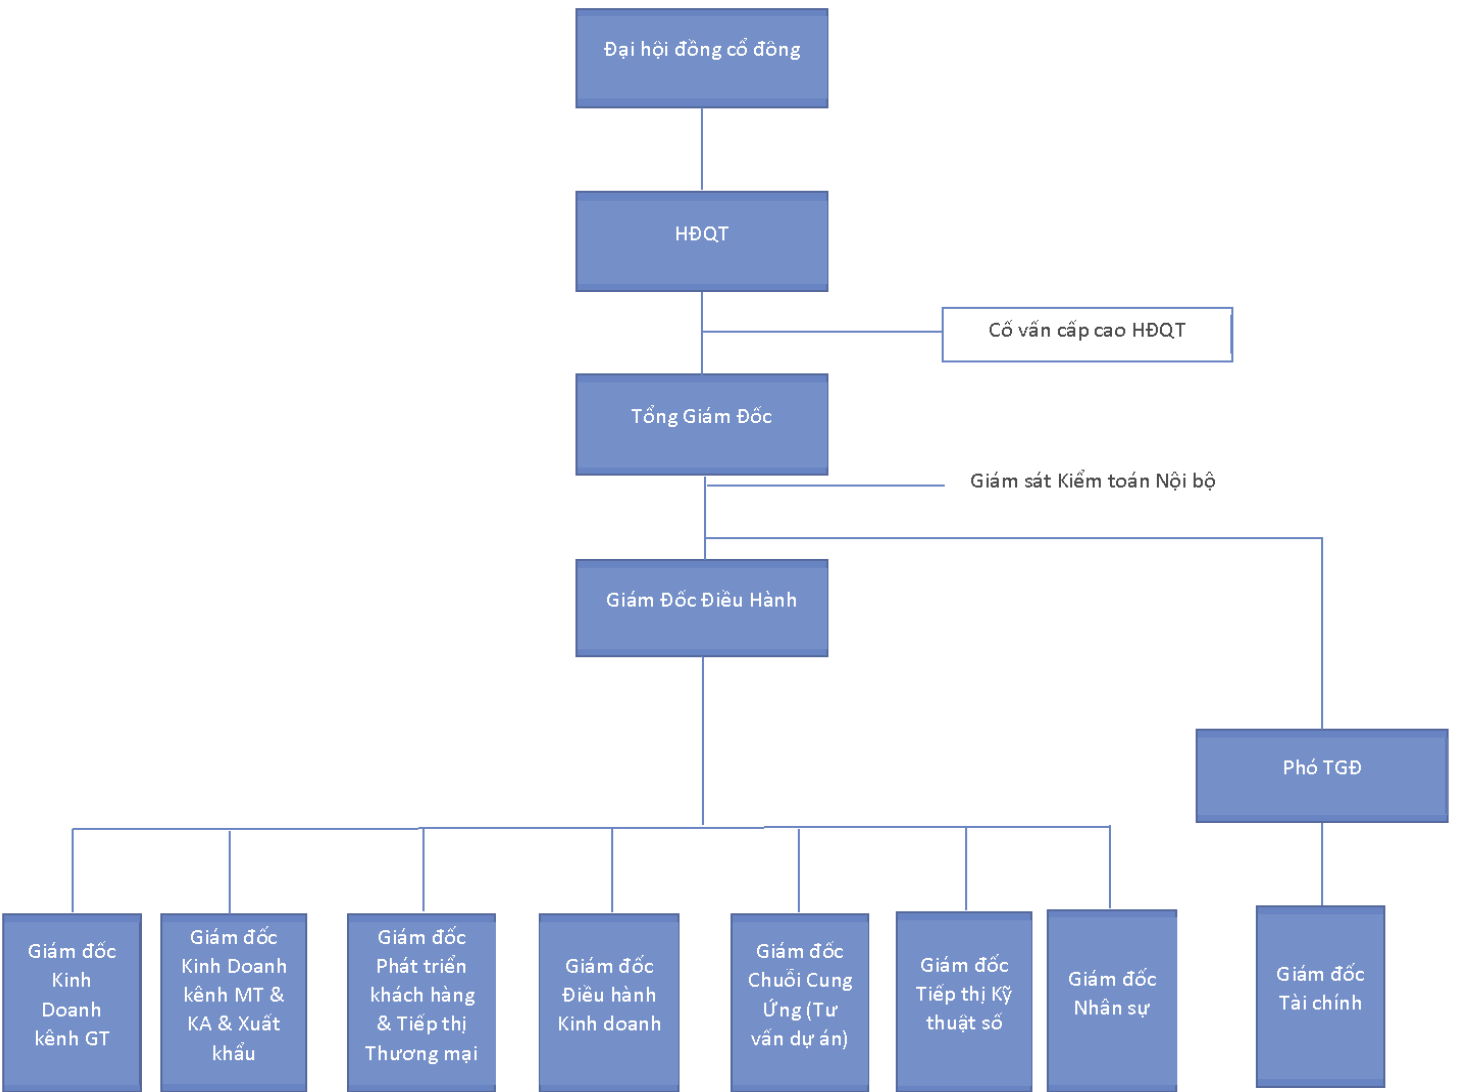 Đại hội đồng cổ đông
HĐQT
Cố vấn cấp cao HĐQT
Tổng Giám Đốc
Giám sát Kiểm toán Nội bộ
Giám Đốc Điều Hành
Phó TGĐ
Giám đốc
Kinh
Doanh
kênh GT
Giám đốc
Kinh Doanh
kênh MT &
KA & Xuất
khẩu
Giám đốc
Phát triển
khách hàng
& Tiếp thị
Thương mại
Giám đốc
Điều hành
Kinh doanh
Giám đốc
Chuỗi Cung
Ứng (Tư
vấn dự án)
Giám đốc
Tiếp thị Kỹ
thuật số
Giám đốc
Nhân sự
Giám đốc
Tài chính